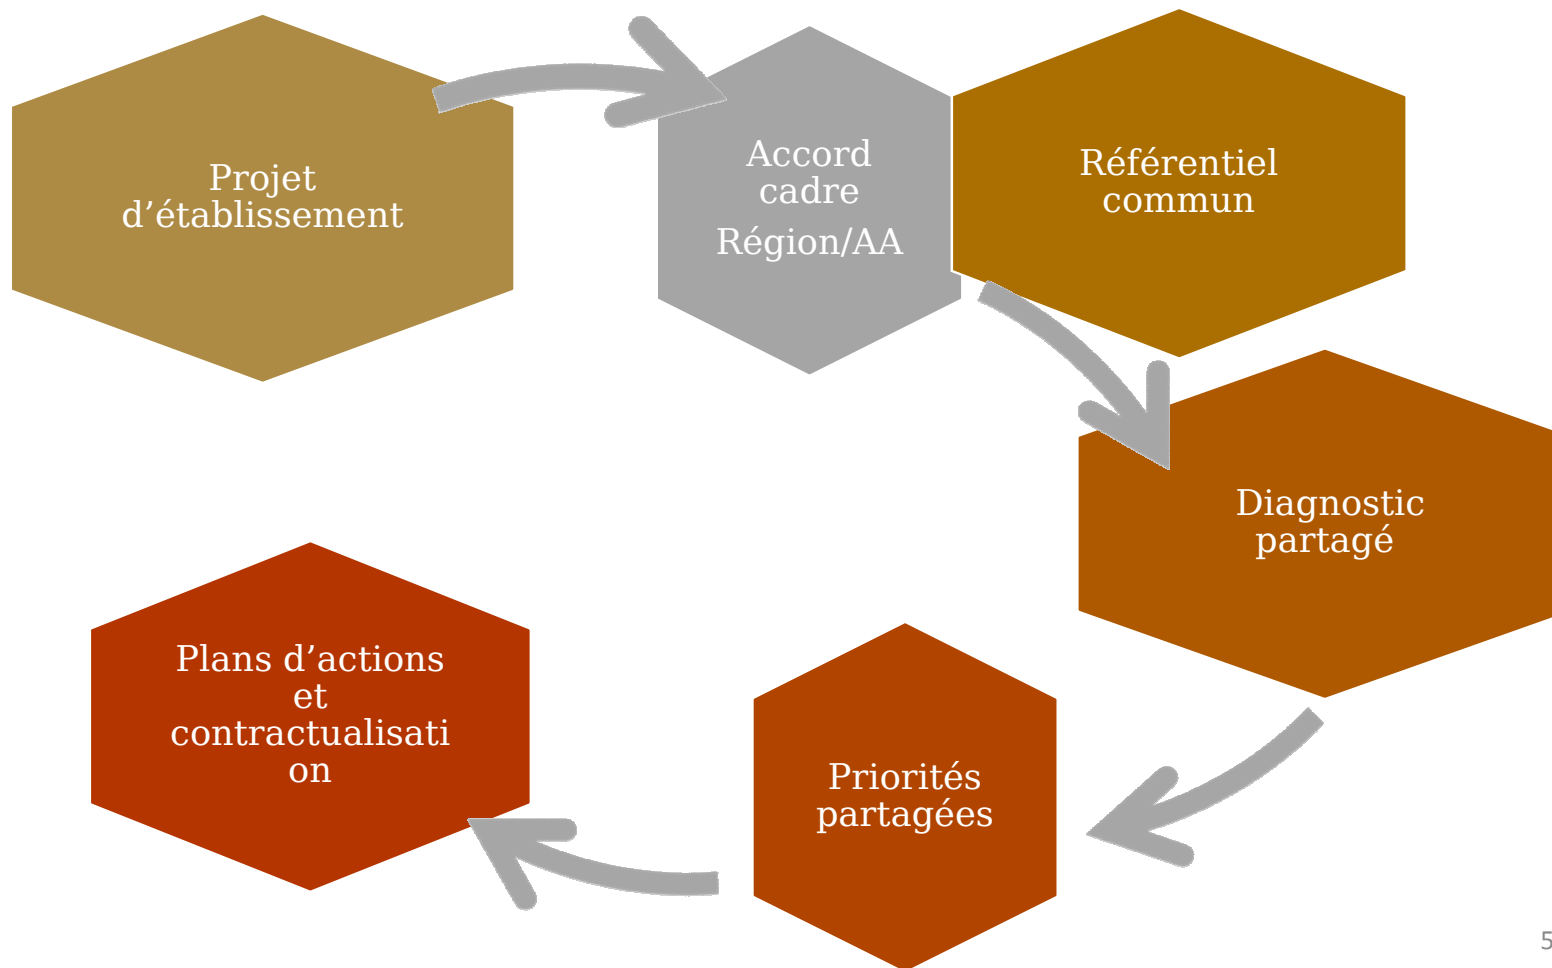 Projet
d’établissement
Accord
cadre
Région/AA
Référentiel
commun
Diagnostic
partagé
Priorités
partagées
Plans d’actions
et
contractualisati
on
5